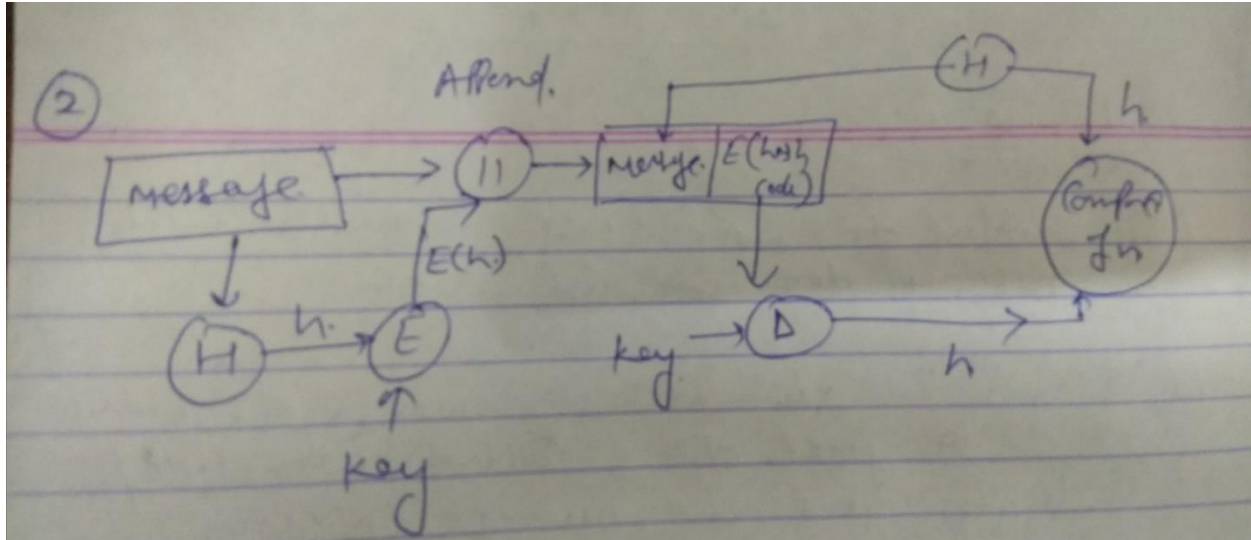 2
Append.
H
h
message
||
message
E(hash
code)
Compare
fn
E(h)
H
h.
E
key
D
h
key